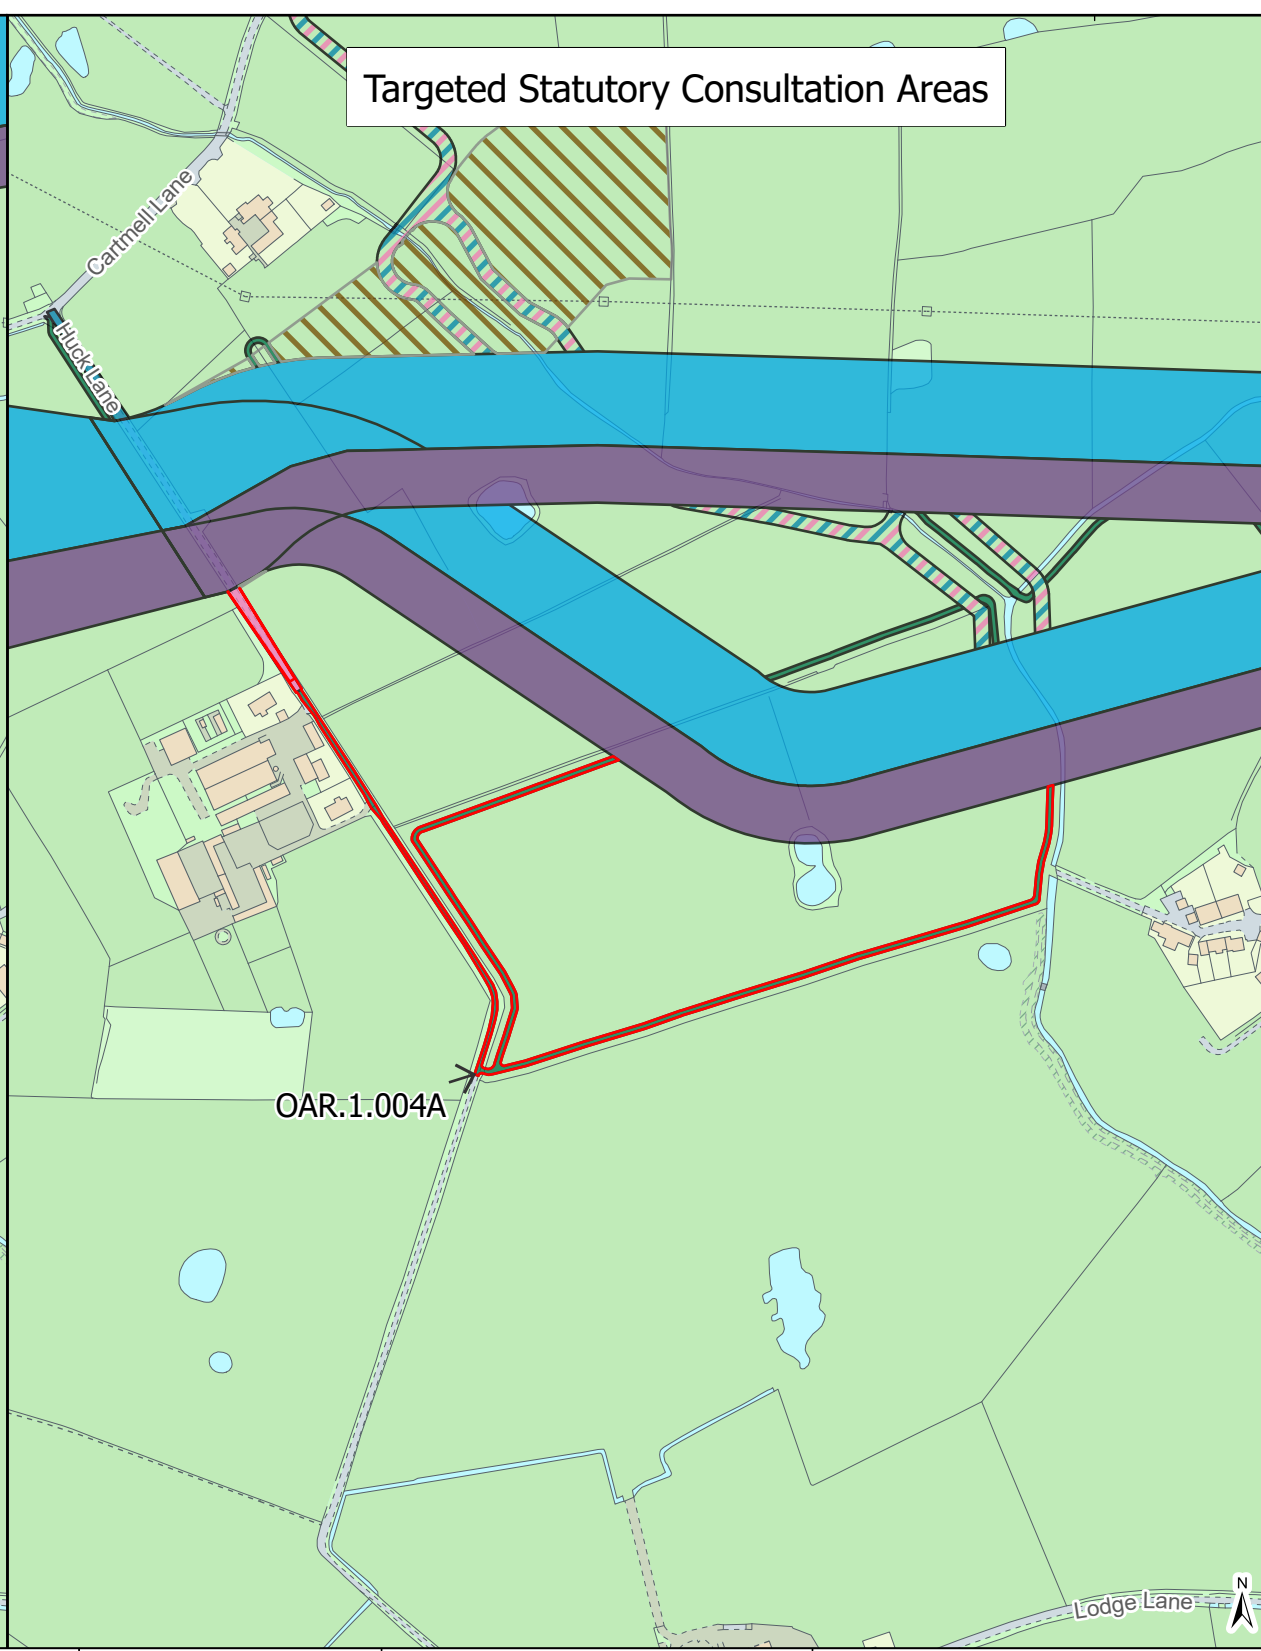 Targeted Statutory Consultation Areas
Cartmell Lane
Huck Lane
OAR.1.004A
N
Lodge Lane